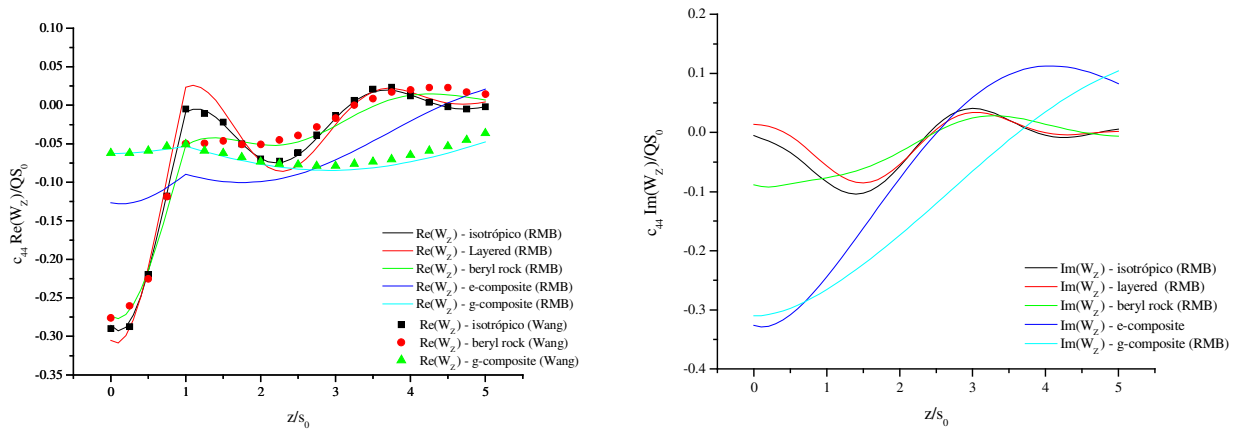 0.10
0.05
0.00
-0.05
-0.10
-0.15
-0.20
-0.25
-0.30
-0.35
c44 Re(WZ)/QS0
0 1 2 3 4 5
z/s0
Re(WZ) - isotrópico (RMB)
Re(WZ) - Layered (RMB)
Re(WZ) - beryl rock (RMB)
Re(WZ) - e-composite (RMB)
Re(WZ) - g-composite (RMB)
Re(WZ) - isotrópico (Wang)
Re(WZ) - beryl rock (Wang)
Re(WZ) - g-composite (Wang)
0.2
0.1
0.0
-0.1
-0.2
-0.3
-0.4
c44 Im(WZ)/QS0
0 1 2 3 4 5
z/s0
Im(WZ) - isotrópico (RMB)
Im(WZ) - layered (RMB)
Im(WZ) - beryl rock (RMB)
Im(WZ) - e-composite
Im(WZ) - g-composite (RMB)